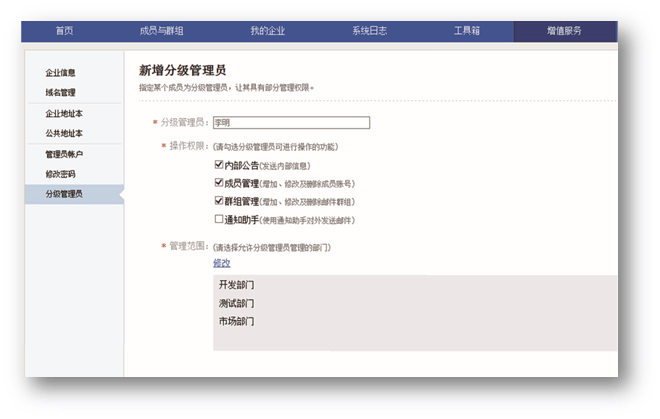 首页 成员与群组 我的企业 系统日志 工具箱 增值服务
企业信息
域名管理
企业地址本
公共地址本
管理员帐户
修改密码
分级管理员
新增分级管理员
指定某个成员为分级管理员，让其具有部分管理权限。
* 分级管理员: 李明
* 操作权限: (请勾选分级管理员可进行操作的功能)
内部公告(发送内部信息)
成员管理(增加、修改及删除成员账号)
群组管理(增加、修改及删除邮件群组)
通知助手(使用通知助手对外发送邮件)
* 管理范围: (请选择允许分级管理员管理的部门)
修改
开发部门
测试部门
市场部门